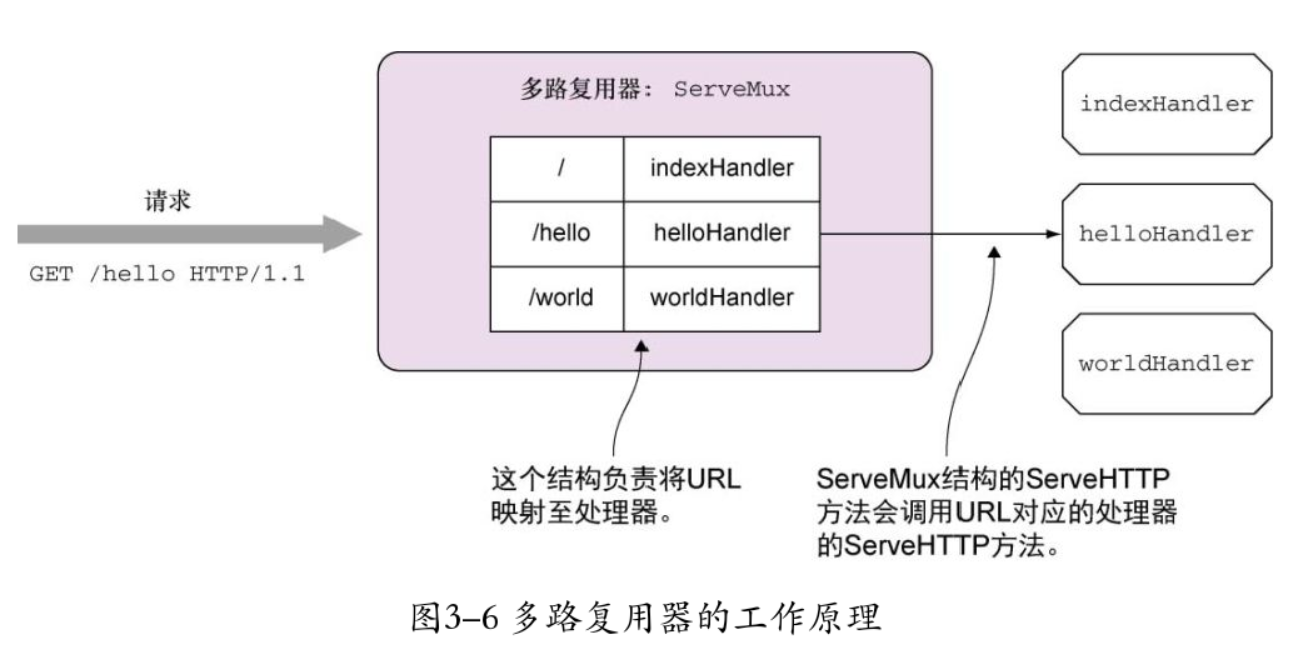 多路复用器： ServeMux
indexHandler
/ indexHandler
请求
/hello helloHandler
helloHandler
GET /hello HTTP/1.1
/world worldHandler
worldHandler
这个结构负责将URL
映射至处理器。
ServeMux结构的ServeHTTP
方法会调用URL对应的处理器
的ServeHTTP方法。
图3–6 多路复用器的工作原理